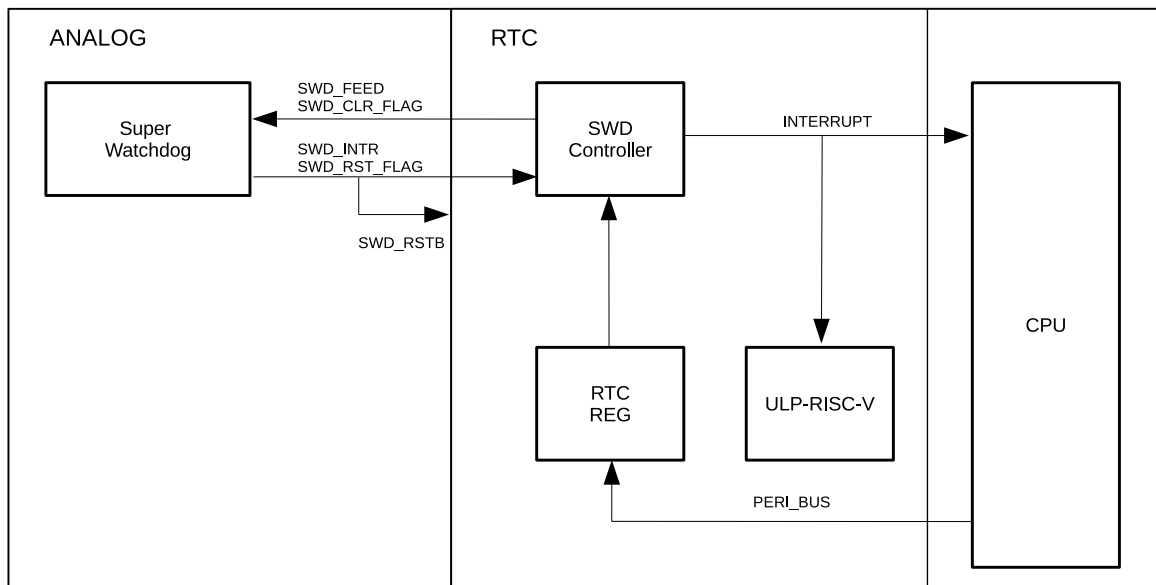 ANALOG
RTC
SWD_FEED
SWD_CLR_FLAG
Super
Watchdog
SWD_INTR
SWD_RST_FLAG
SWD_RSTB
SWD
Controller
INTERRUPT
RTC
REG
ULP-RISC-V
CPU
PERI_BUS